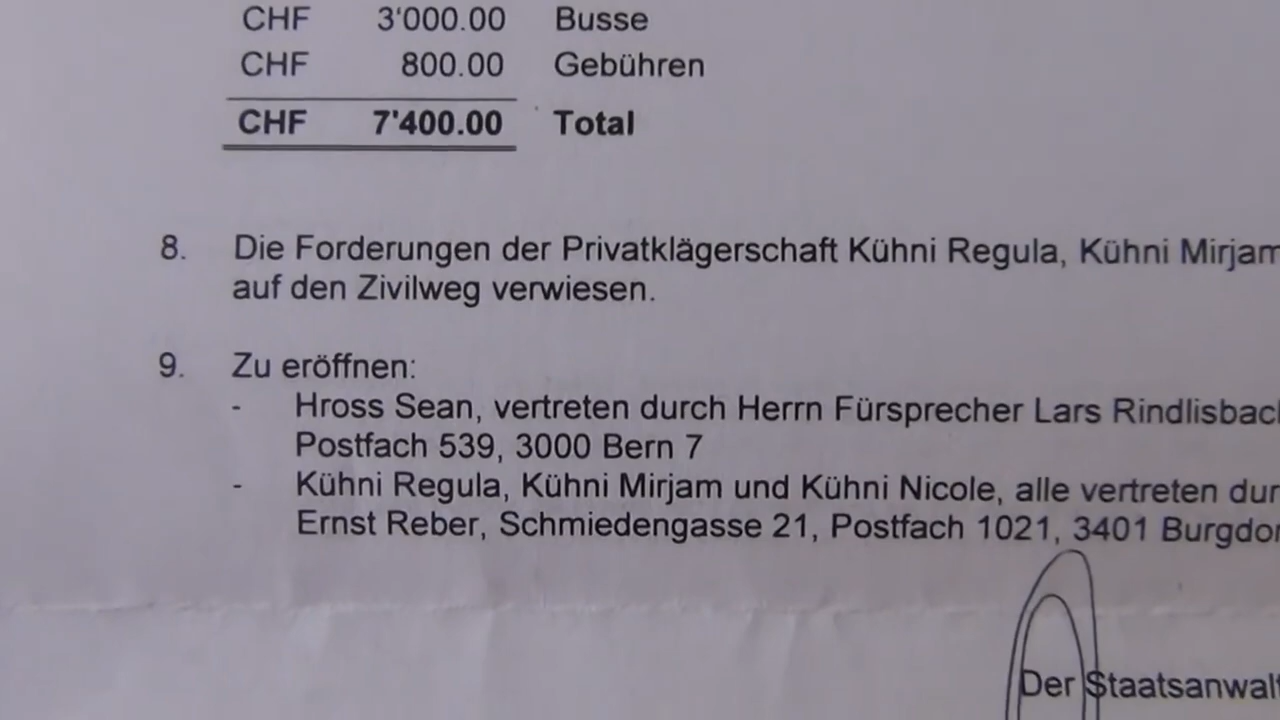 CHF 3‘000.00 Busse
CHF 800.00 Gebühren
CHF 7'400.00 Total
8. Die Forderungen der Privatklägerschaft Kühni Regula, Kühni Mirjam
auf den Zivilweg verwiesen.
9. Zu eröffnen:
- Hross Sean, vertreten durch Herrn Fürsprecher Lars
Postfach 539, 3000 Bern 7
- Kühni Regula, Kühni Mirjam und Kühni Nicole, alle vertreten
Ernst Reber, Schmiedengasse 21, Postfach 1021, 3401
Der Staatsanwalt